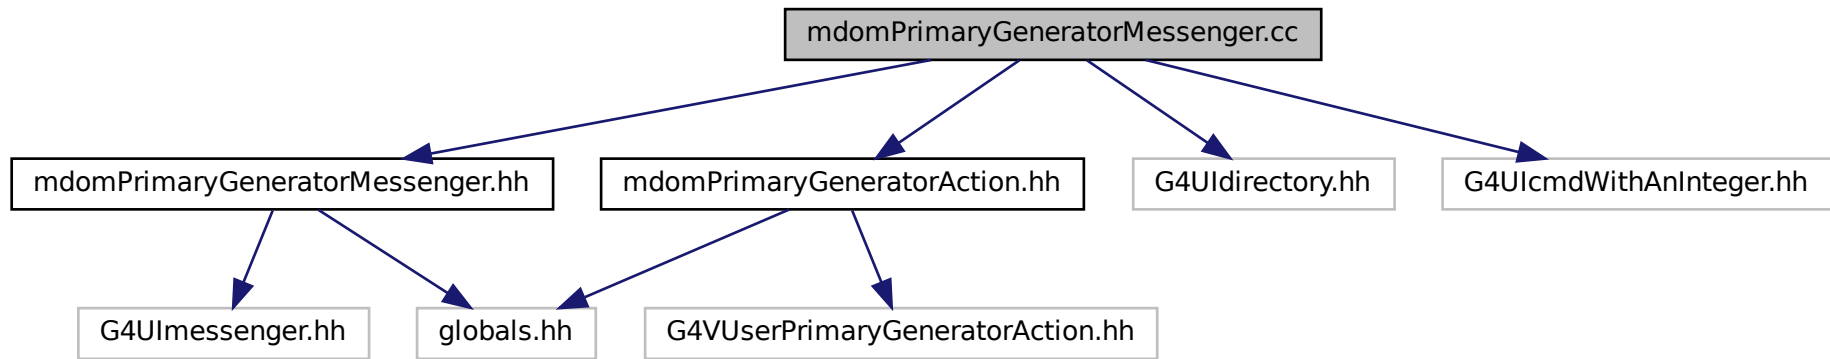 mdomPrimaryGeneratorMessenger.cc
mdomPrimaryGeneratorMessenger.hh
mdomPrimaryGeneratorAction.hh
G4UIdirectory.hh
G4UIcmdWithAnInteger.hh
G4UImessenger.hh
globals.hh
G4VUserPrimaryGeneratorAction.hh